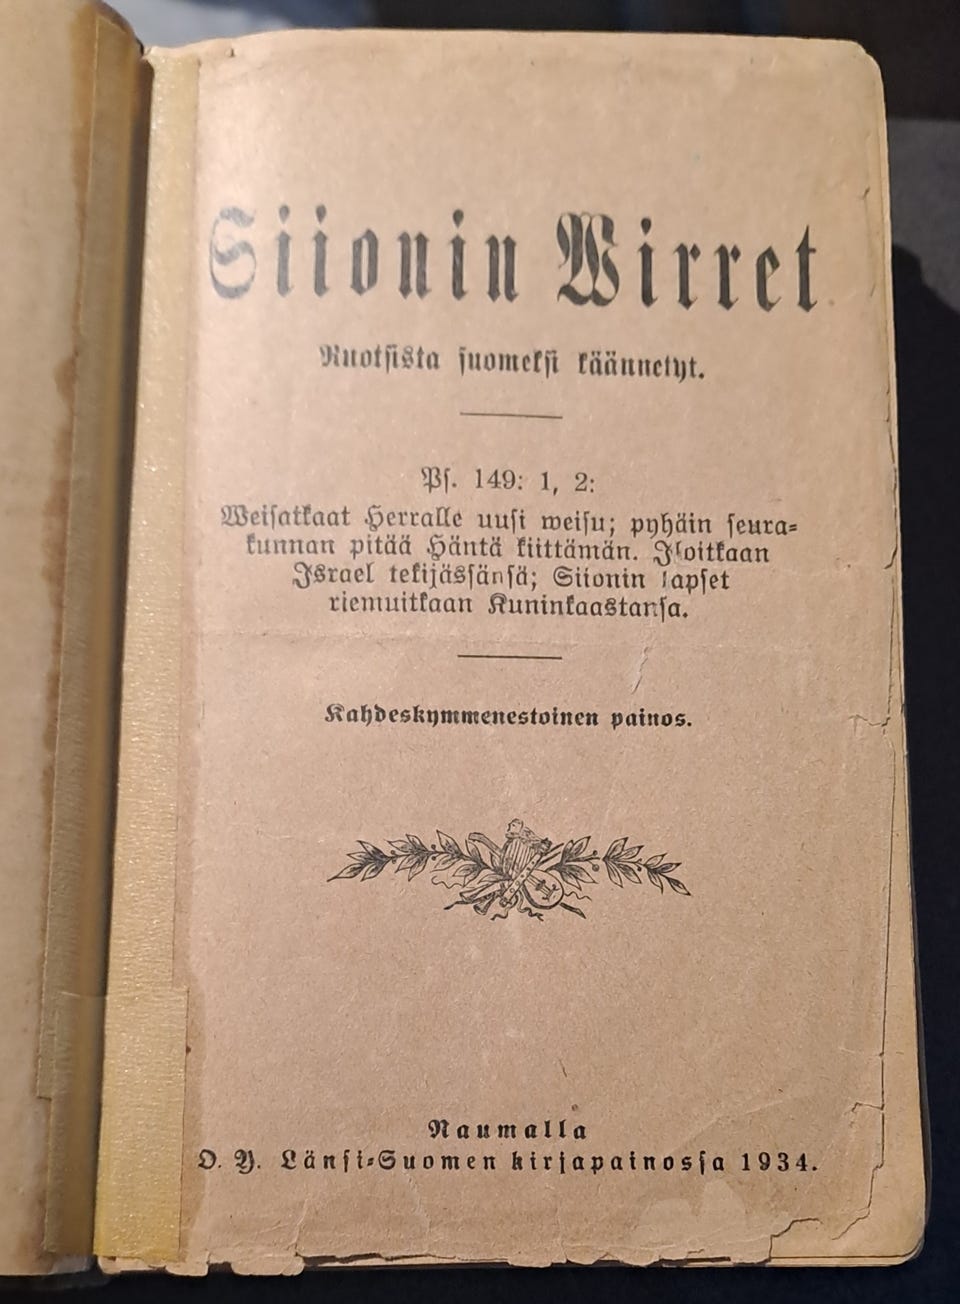 Siionin Wirret
Ruotsista suomeksi käännetyt.
Ps. 149: 1, 2:
Weisatkaat Herralle uusi weisu; pyhäin seura-
kunnan pitää Häntä kiittämän. Iloitkaan
Israel tekijässänsä; Siionin lapset
riemuitkaan Kuninkaastansa.
Kahdeskymmenestoinen painos.
Raumalla
O. Y. Länsi-Suomen kirjapainossa 1934.